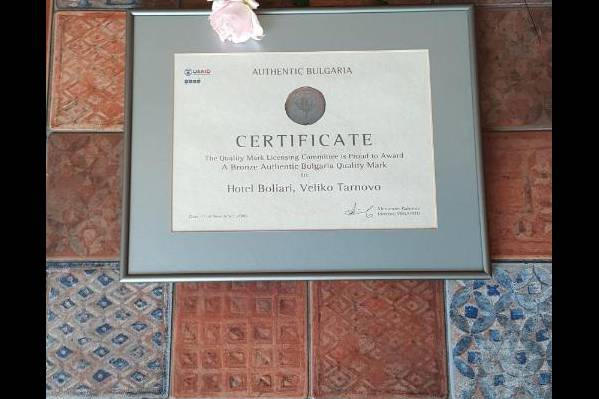 USAID
AUTHENTIC BULGARIA
CERTIFICATE
The Quality Mark Licensing Committee is Proud to Award
A Bronze Authentic Bulgaria Quality Mark
to
Hotel Boliari, Veliko Tarnovo